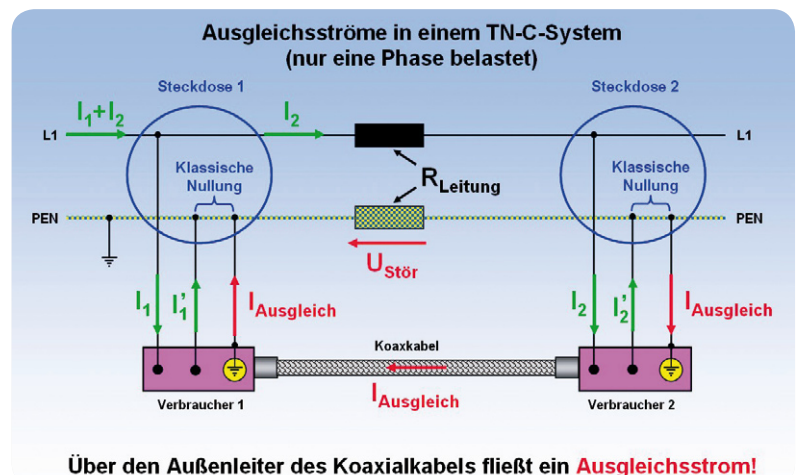 Ausgleichsströme in einem TN-C-System
(nur eine Phase belastet)
Steckdose 1
Steckdose 2
I1+I2
I2
L1
L1
Klassische
Nullung
RLeitung
Klassische
Nullung
PEN
PEN
UStör
I1
I1'
IAusgleich
I2
I2'
IAusgleich
Koaxkabel
IAusgleich
Verbraucher 1
Verbraucher 2
Über den Außenleiter des Koaxialkabels fließt ein Ausgleichsstrom!